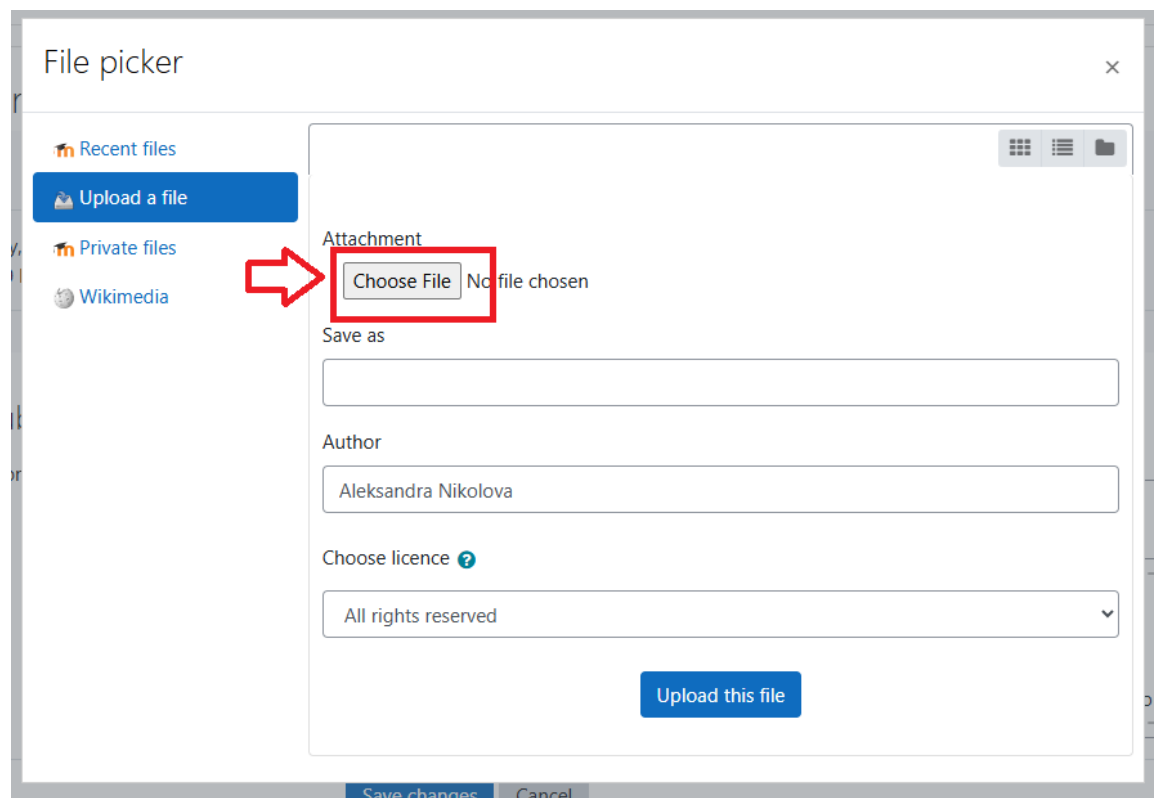 File picker
Recent files
Upload a file
Private files
Wikimedia
Attachment
Choose File No file chosen
Save as
Author
Aleksandra Nikolova
Choose licence
All rights reserved
Upload this file
Save changes Cancel